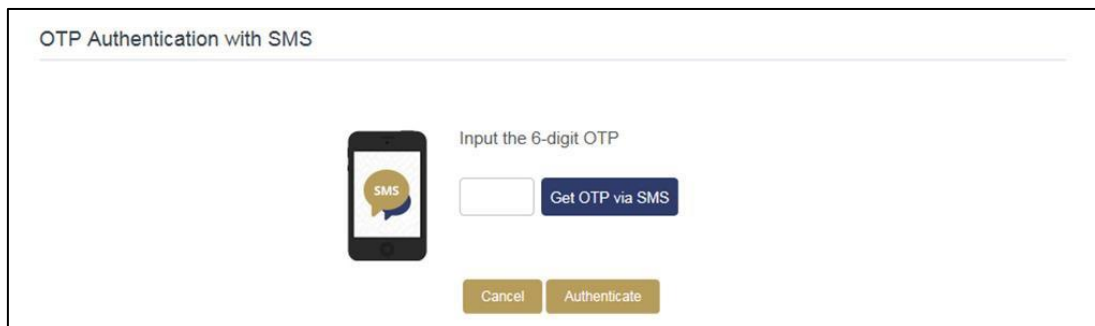 OTP Authentication with SMS
Input the 6-digit OTP
SMS
Get OTP via SMS
Cancel
Authenticate